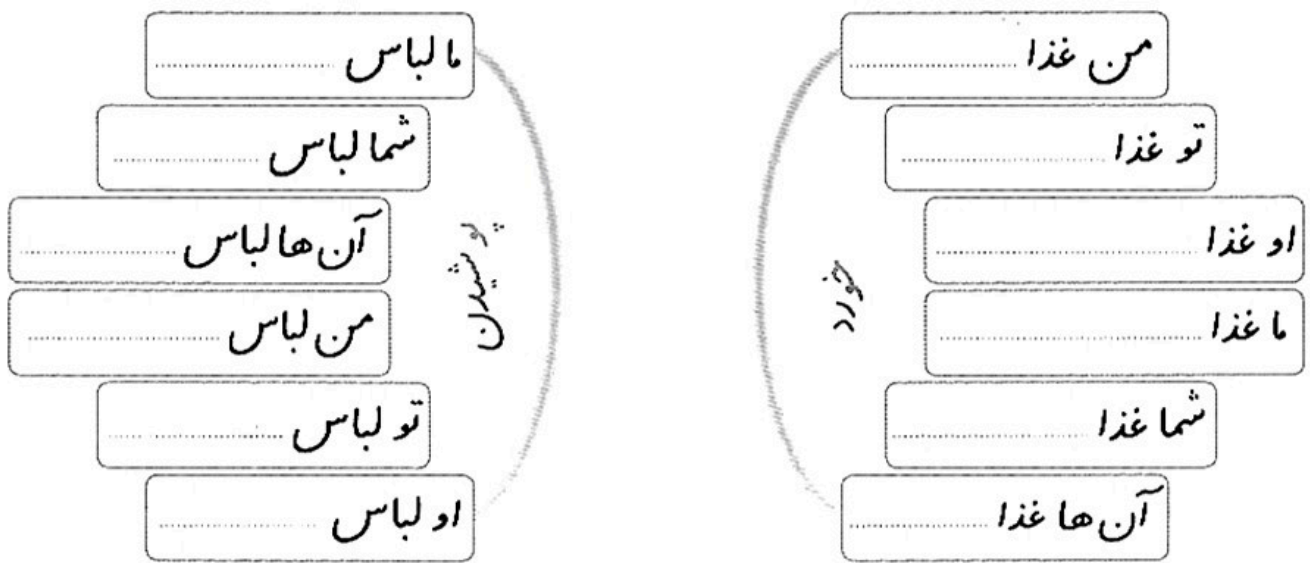 من غذا ....................
تو غذا ....................
او غذا ....................
ما غذا ....................
شما غذا ....................
آن ها غذا ....................
خورد
ما لباس ....................
شما لباس ....................
آن ها لباس ....................
من لباس ....................
تو لباس ....................
او لباس ....................
پوشیدن